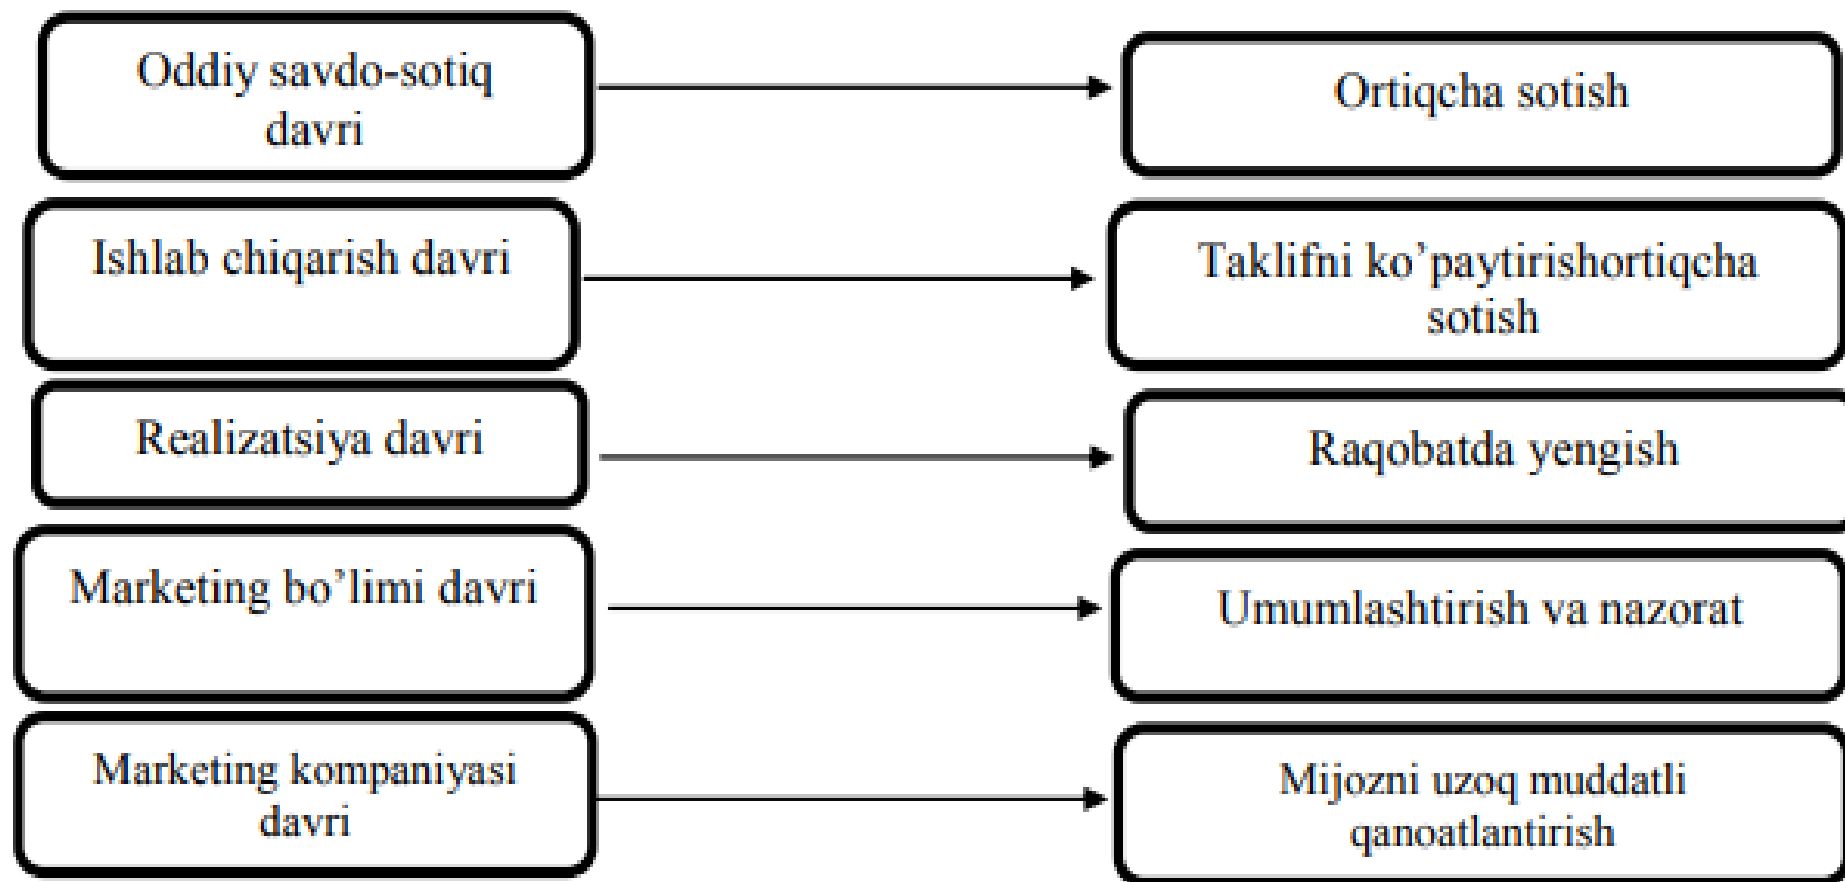 Oddiy savdo-sotiq
davri
Ortiqcha sotish
Ishlab chiqarish davri
Taklifni ko’paytirishortiqcha
sotish
Realizatsiya davri
Raqobatda yengish
Marketing bo’limi davri
Umumlashtirish va nazorat
Marketing kompaniyasi
davri
Mijozni uzoq muddatli
qanoatlantirish